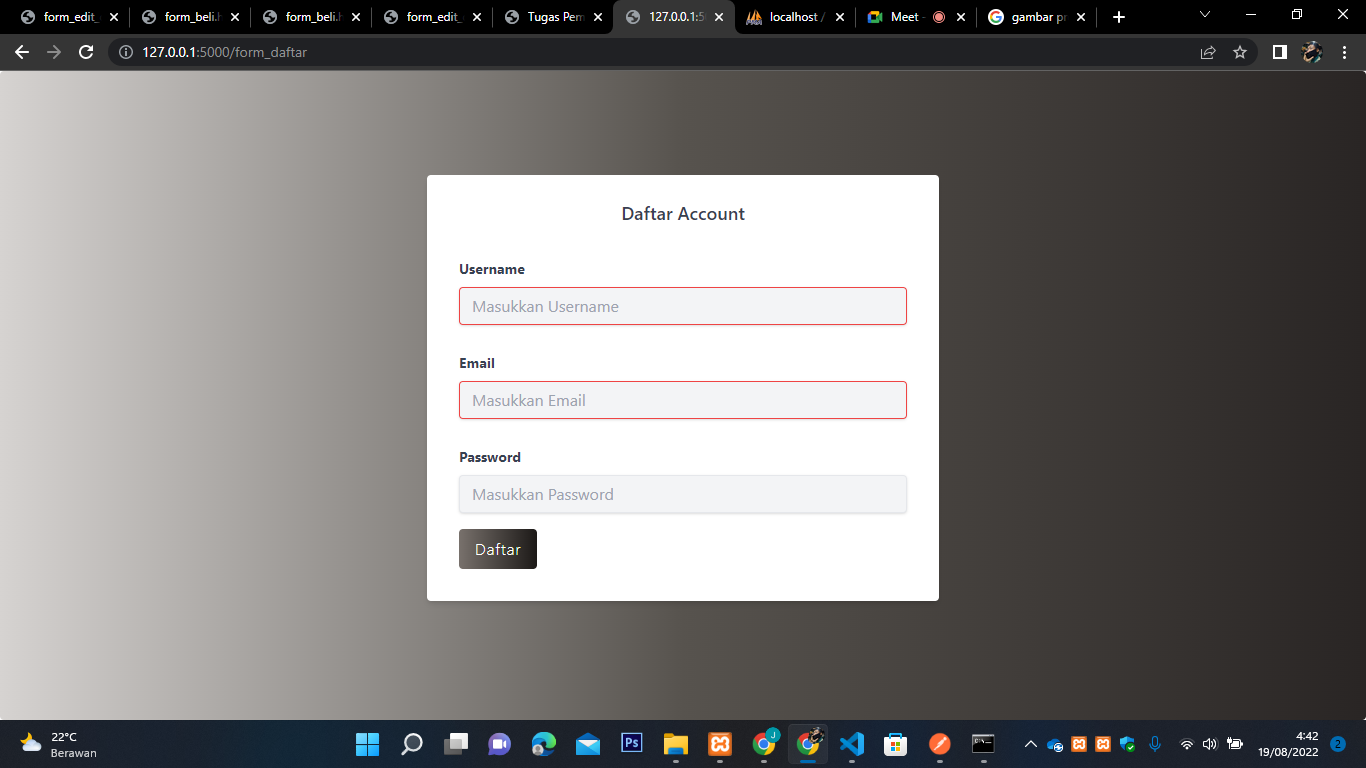 form_edit_
form_beli.h
form_beli.h
form_edit_
Tugas Pem
127.0.0.1:5
localhost /
Meet -
gambar pr
127.0.0.1:5000/form_daftar
Daftar Account
Username
Masukkan Username
Email
Masukkan Email
Password
Masukkan Password
Daftar
22°C
Berawan
Ps
J
4:42
19/08/2022
2